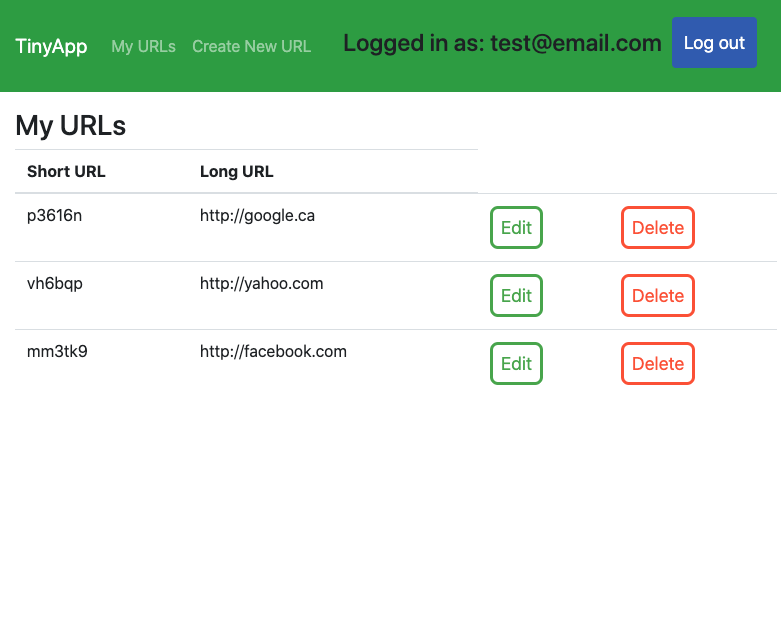 TinyApp My URLs Create New URL Logged in as: test@email.com Log out
My URLs
Short URL Long URL
p3616n http://google.ca Edit Delete
vh6bqp http://yahoo.com Edit Delete
mm3tk9 http://facebook.com Edit Delete